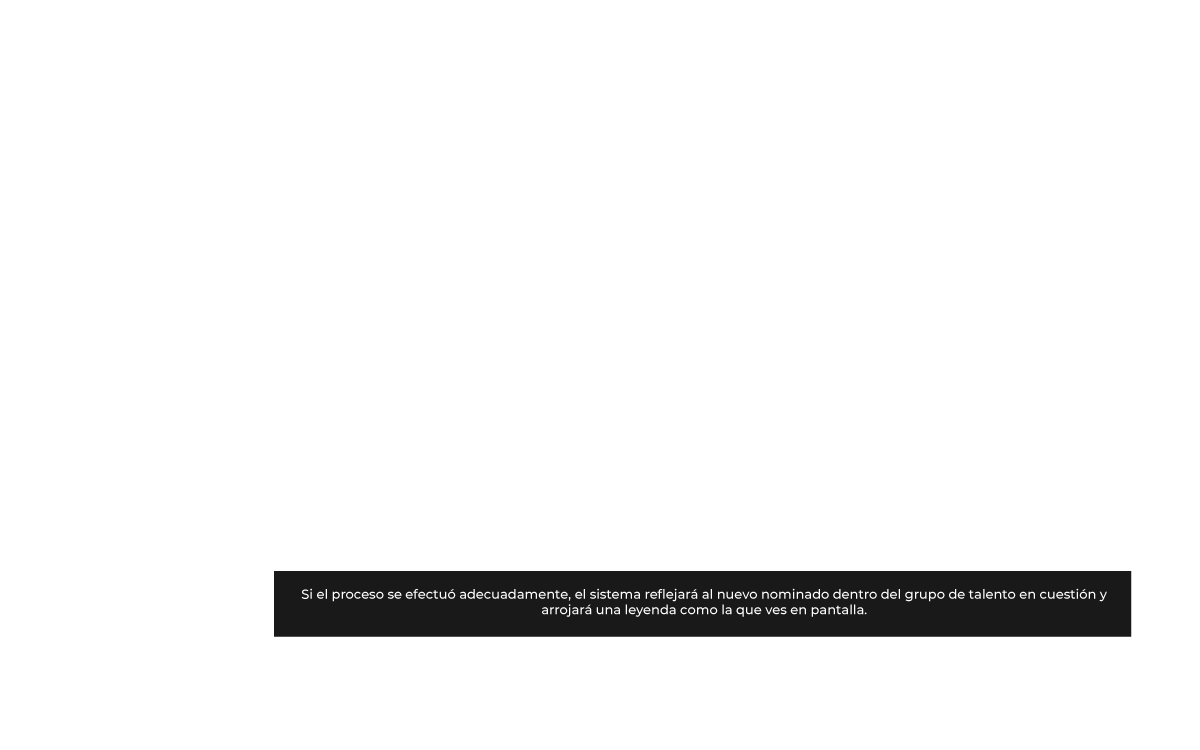 Si el proceso se efectuó adecuadamente, el sistema reflejará al nuevo nominado dentro del grupo de talento en cuestión y
arrojará una leyenda como la que ves en pantalla.